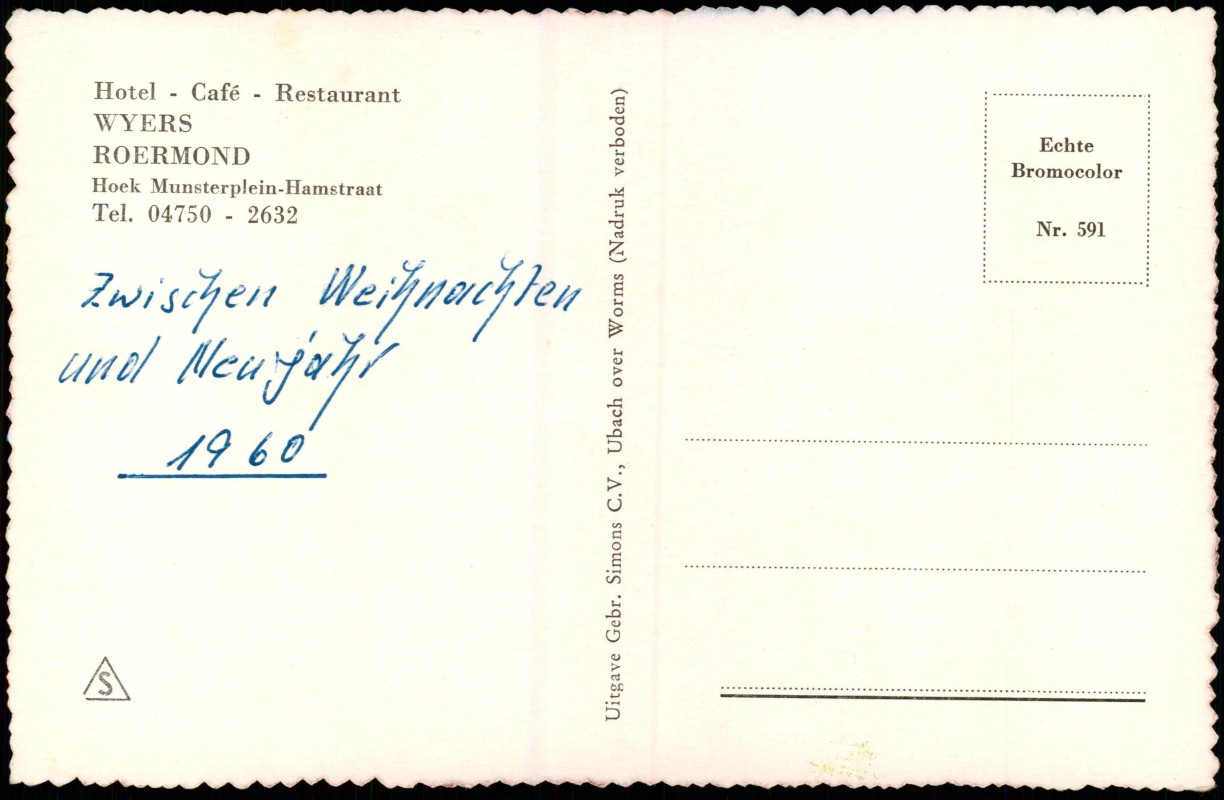 Hotel - Café - Restaurant
WYERS
ROERMOND
Hoek Munsterplein-Hamstraat
Tel. 04750 - 2632
Zwischen Weihnachten
und Neujahr
1960
S
Uitgave Gebr. Simons C.V., Ubach over Worms (Nadruk verboden)
Echte
Bromocolor
Nr. 591